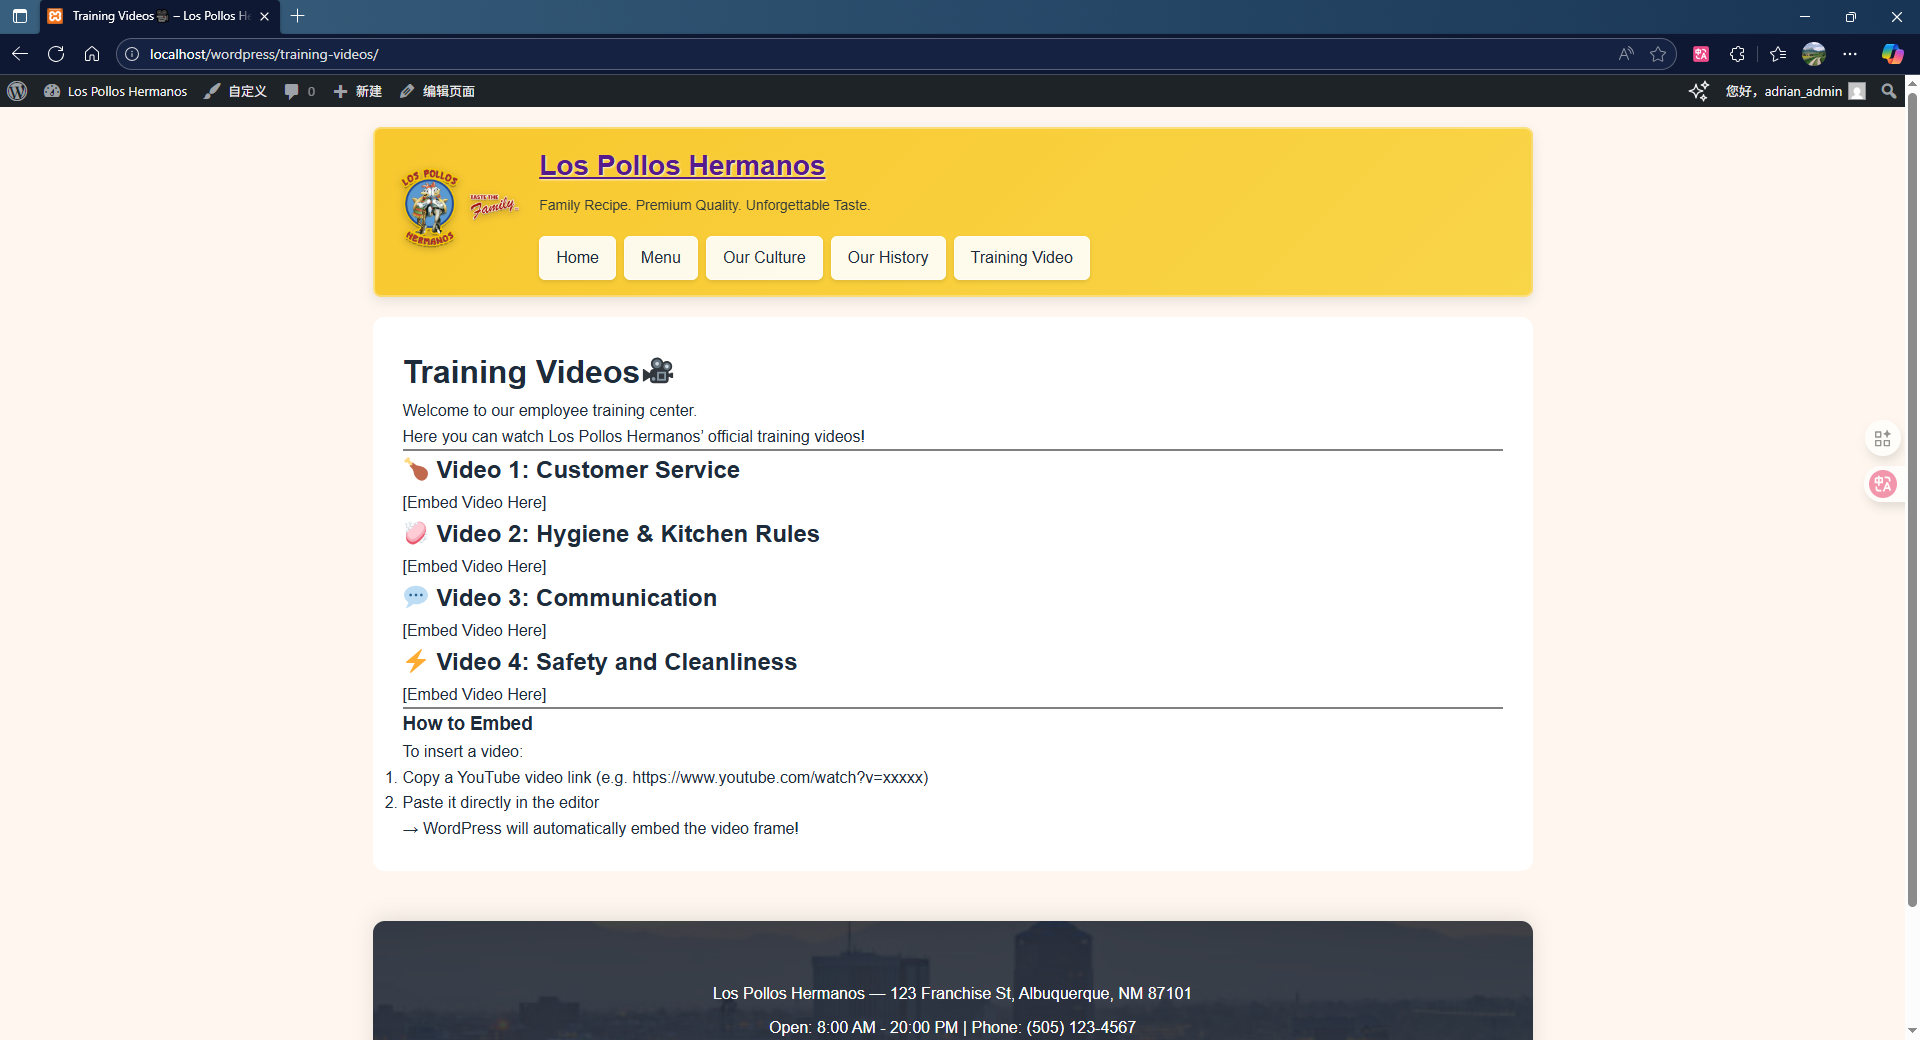 Training Videos🎥 – Los Pollos He
localhost/wordpress/training-videos/
Los Pollos Hermanos 自定义 0 新建 编辑页面 您好，adrian_admin
LOS POLLOS
HERMANOS
TASTE THE
Family
Los Pollos Hermanos
Family Recipe. Premium Quality. Unforgettable Taste.
Home Menu Our Culture Our History Training Video
Training Videos🎥
Welcome to our employee training center.
Here you can watch Los Pollos Hermanos’ official training videos!
🍗 Video 1: Customer Service
[Embed Video Here]
🧼 Video 2: Hygiene & Kitchen Rules
[Embed Video Here]
💬 Video 3: Communication
[Embed Video Here]
⚡ Video 4: Safety and Cleanliness
[Embed Video Here]
How to Embed
To insert a video:
1. Copy a YouTube video link (e.g. https://www.youtube.com/watch?v=xxxxx)
2. Paste it directly in the editor
→ WordPress will automatically embed the video frame!
Los Pollos Hermanos — 123 Franchise St, Albuquerque, NM 87101
Open: 8:00 AM - 20:00 PM | Phone: (505) 123-4567